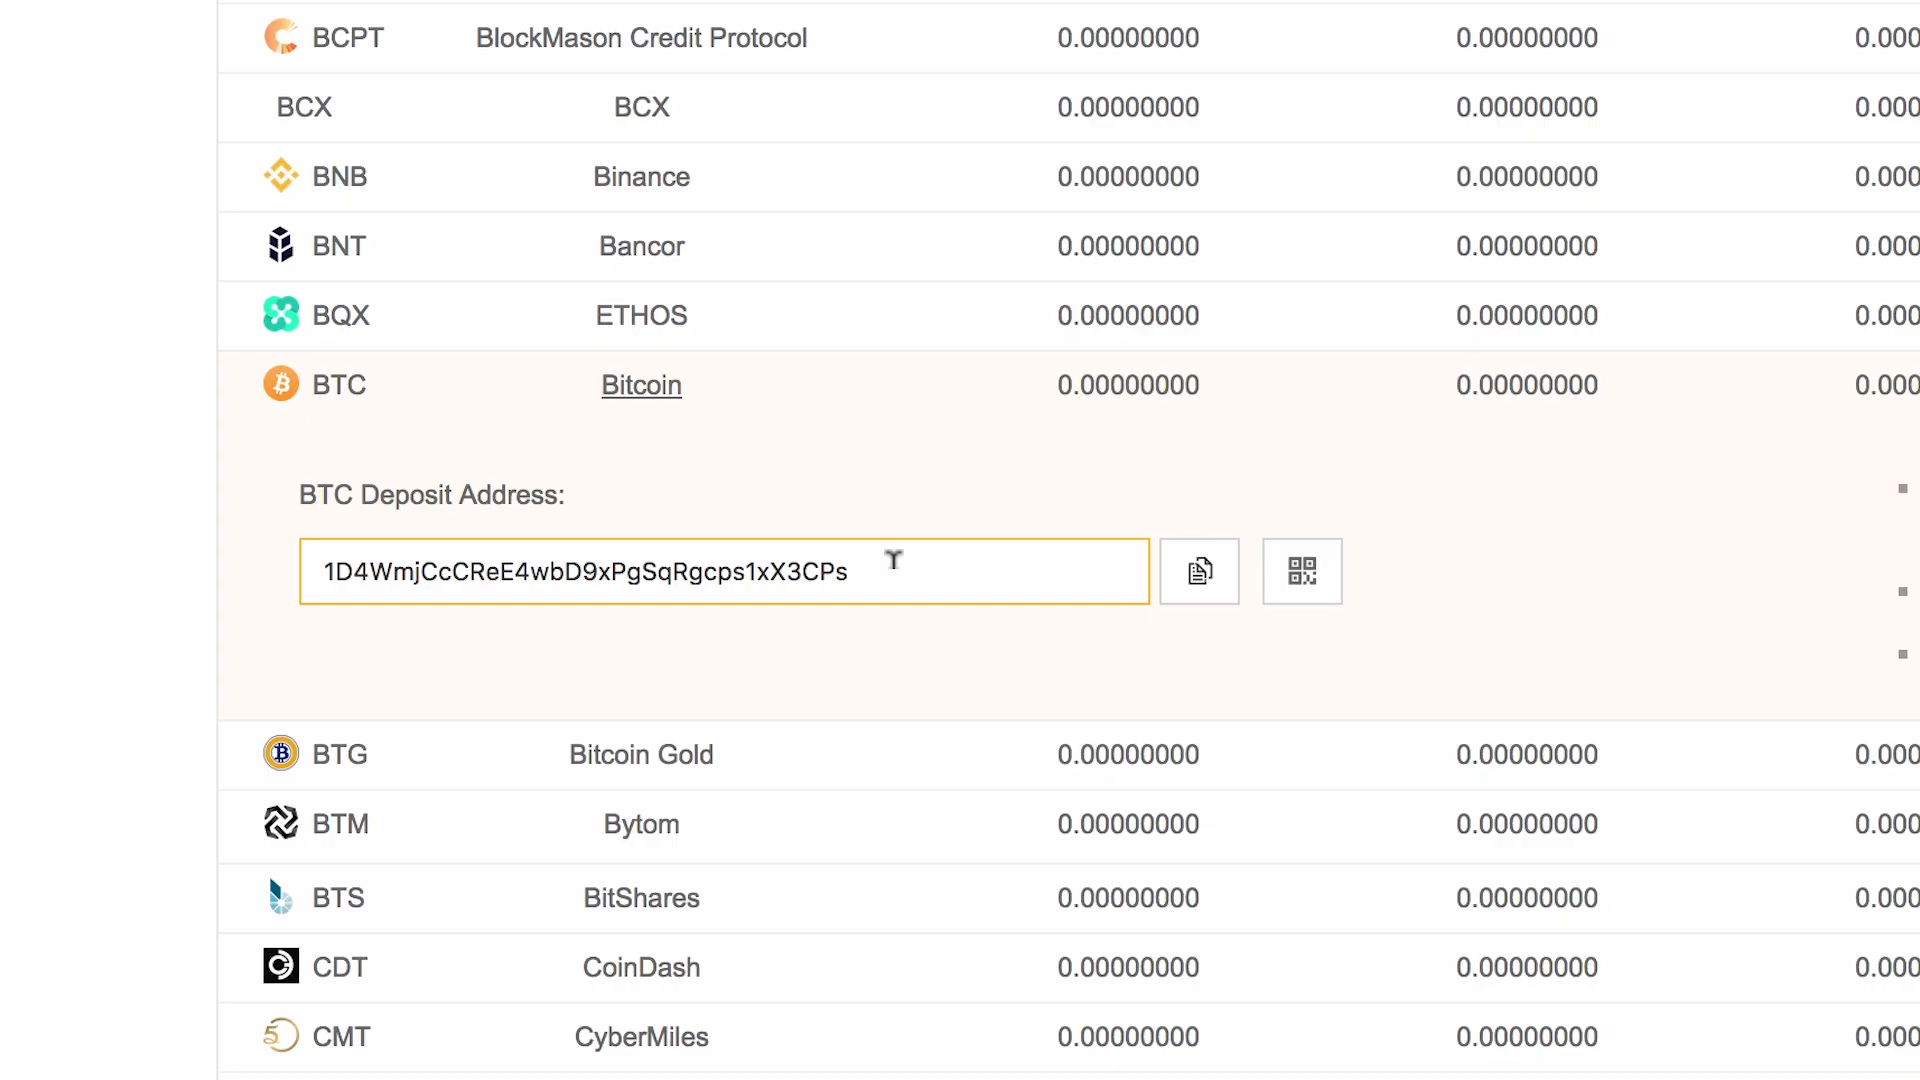 BCPT BlockMason Credit Protocol 0.00000000 0.00000000 0.000
BCX BCX 0.00000000 0.00000000 0.000
BNB Binance 0.00000000 0.00000000 0.000
BNT Bancor 0.00000000 0.00000000 0.000
BQX ETHOS 0.00000000 0.00000000 0.000
BTC Bitcoin 0.00000000 0.00000000 0.000
BTC Deposit Address:
1D4WmjCcCReE4wbD9xPgSqRgcps1xX3CPs
BTG Bitcoin Gold 0.00000000 0.00000000 0.000
BTM Bytom 0.00000000 0.00000000 0.000
BTS BitShares 0.00000000 0.00000000 0.000
CDT CoinDash 0.00000000 0.00000000 0.000
CMT CyberMiles 0.00000000 0.00000000 0.000